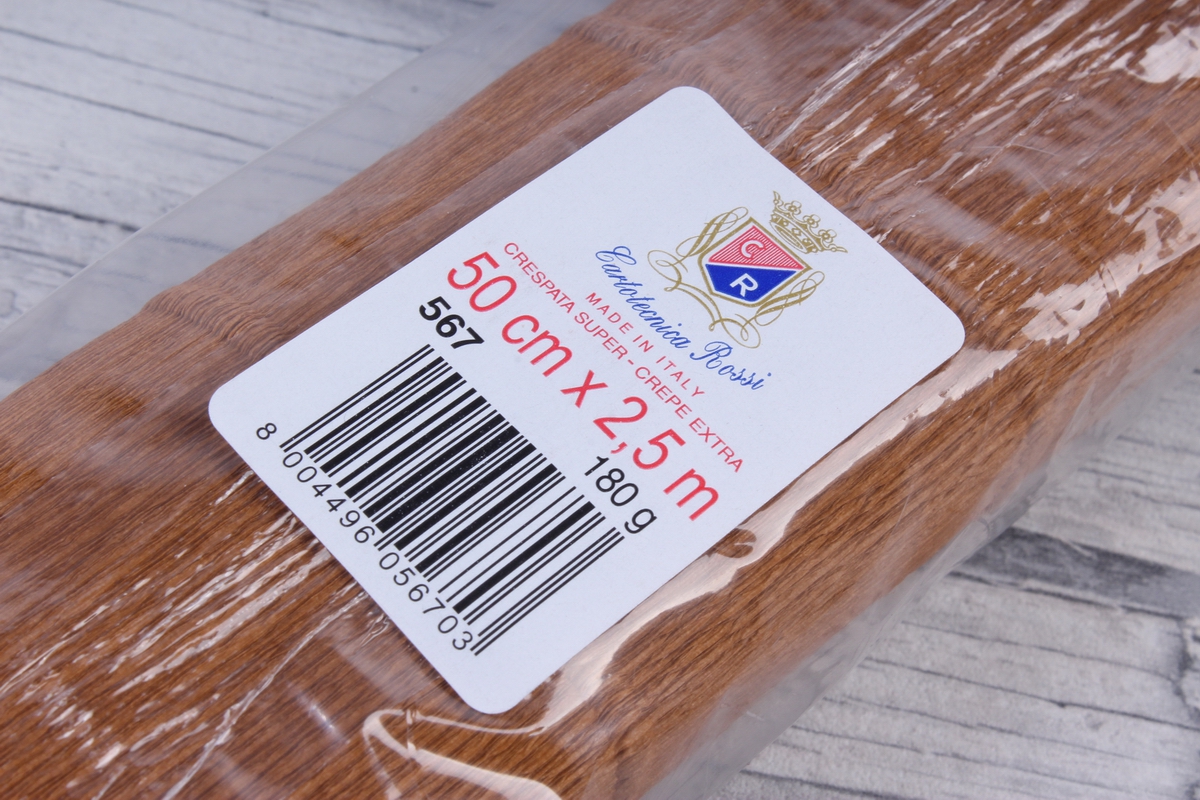 C
R
Cartotecnica Rossi
MADE IN ITALY
CRESPATA SUPER - CREPE EXTRA
50 cm x 2,5 m
567
180 g
8 004496 056703